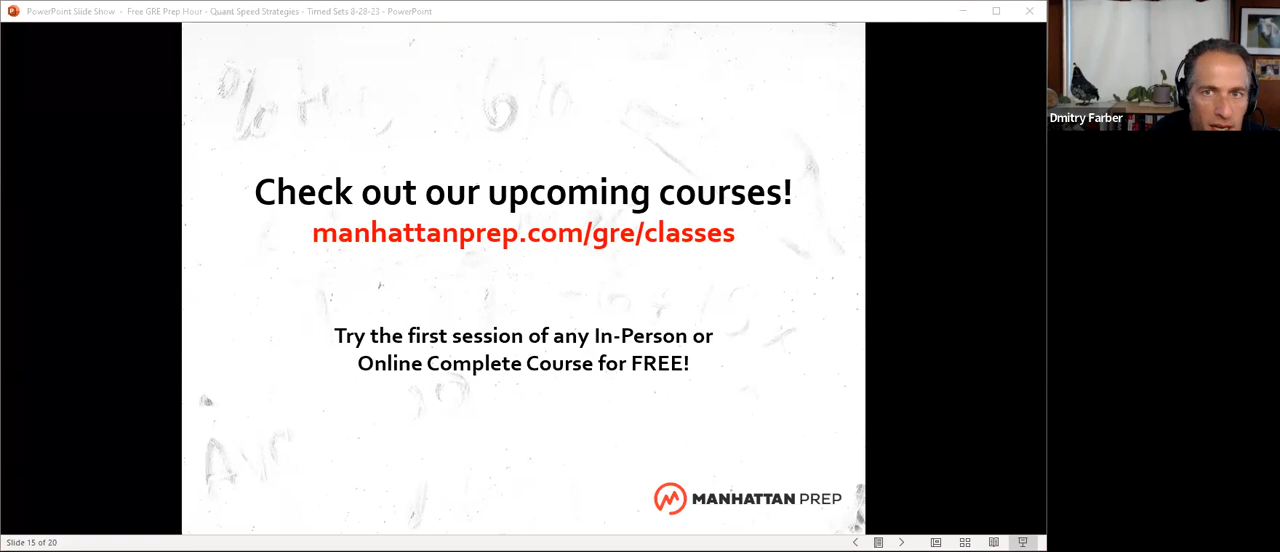 PowerPoint Slide Show - Free GRE Prep Hour - Quant Speed Strategies - Timed Sets 8-28-23 - PowerPoint
Dmitry Farber
Check out our upcoming courses!
manhattanprep.com/gre/classes
Try the first session of any In-Person or
Online Complete Course for FREE!
MANHATTAN PREP
Slide 15 of 20